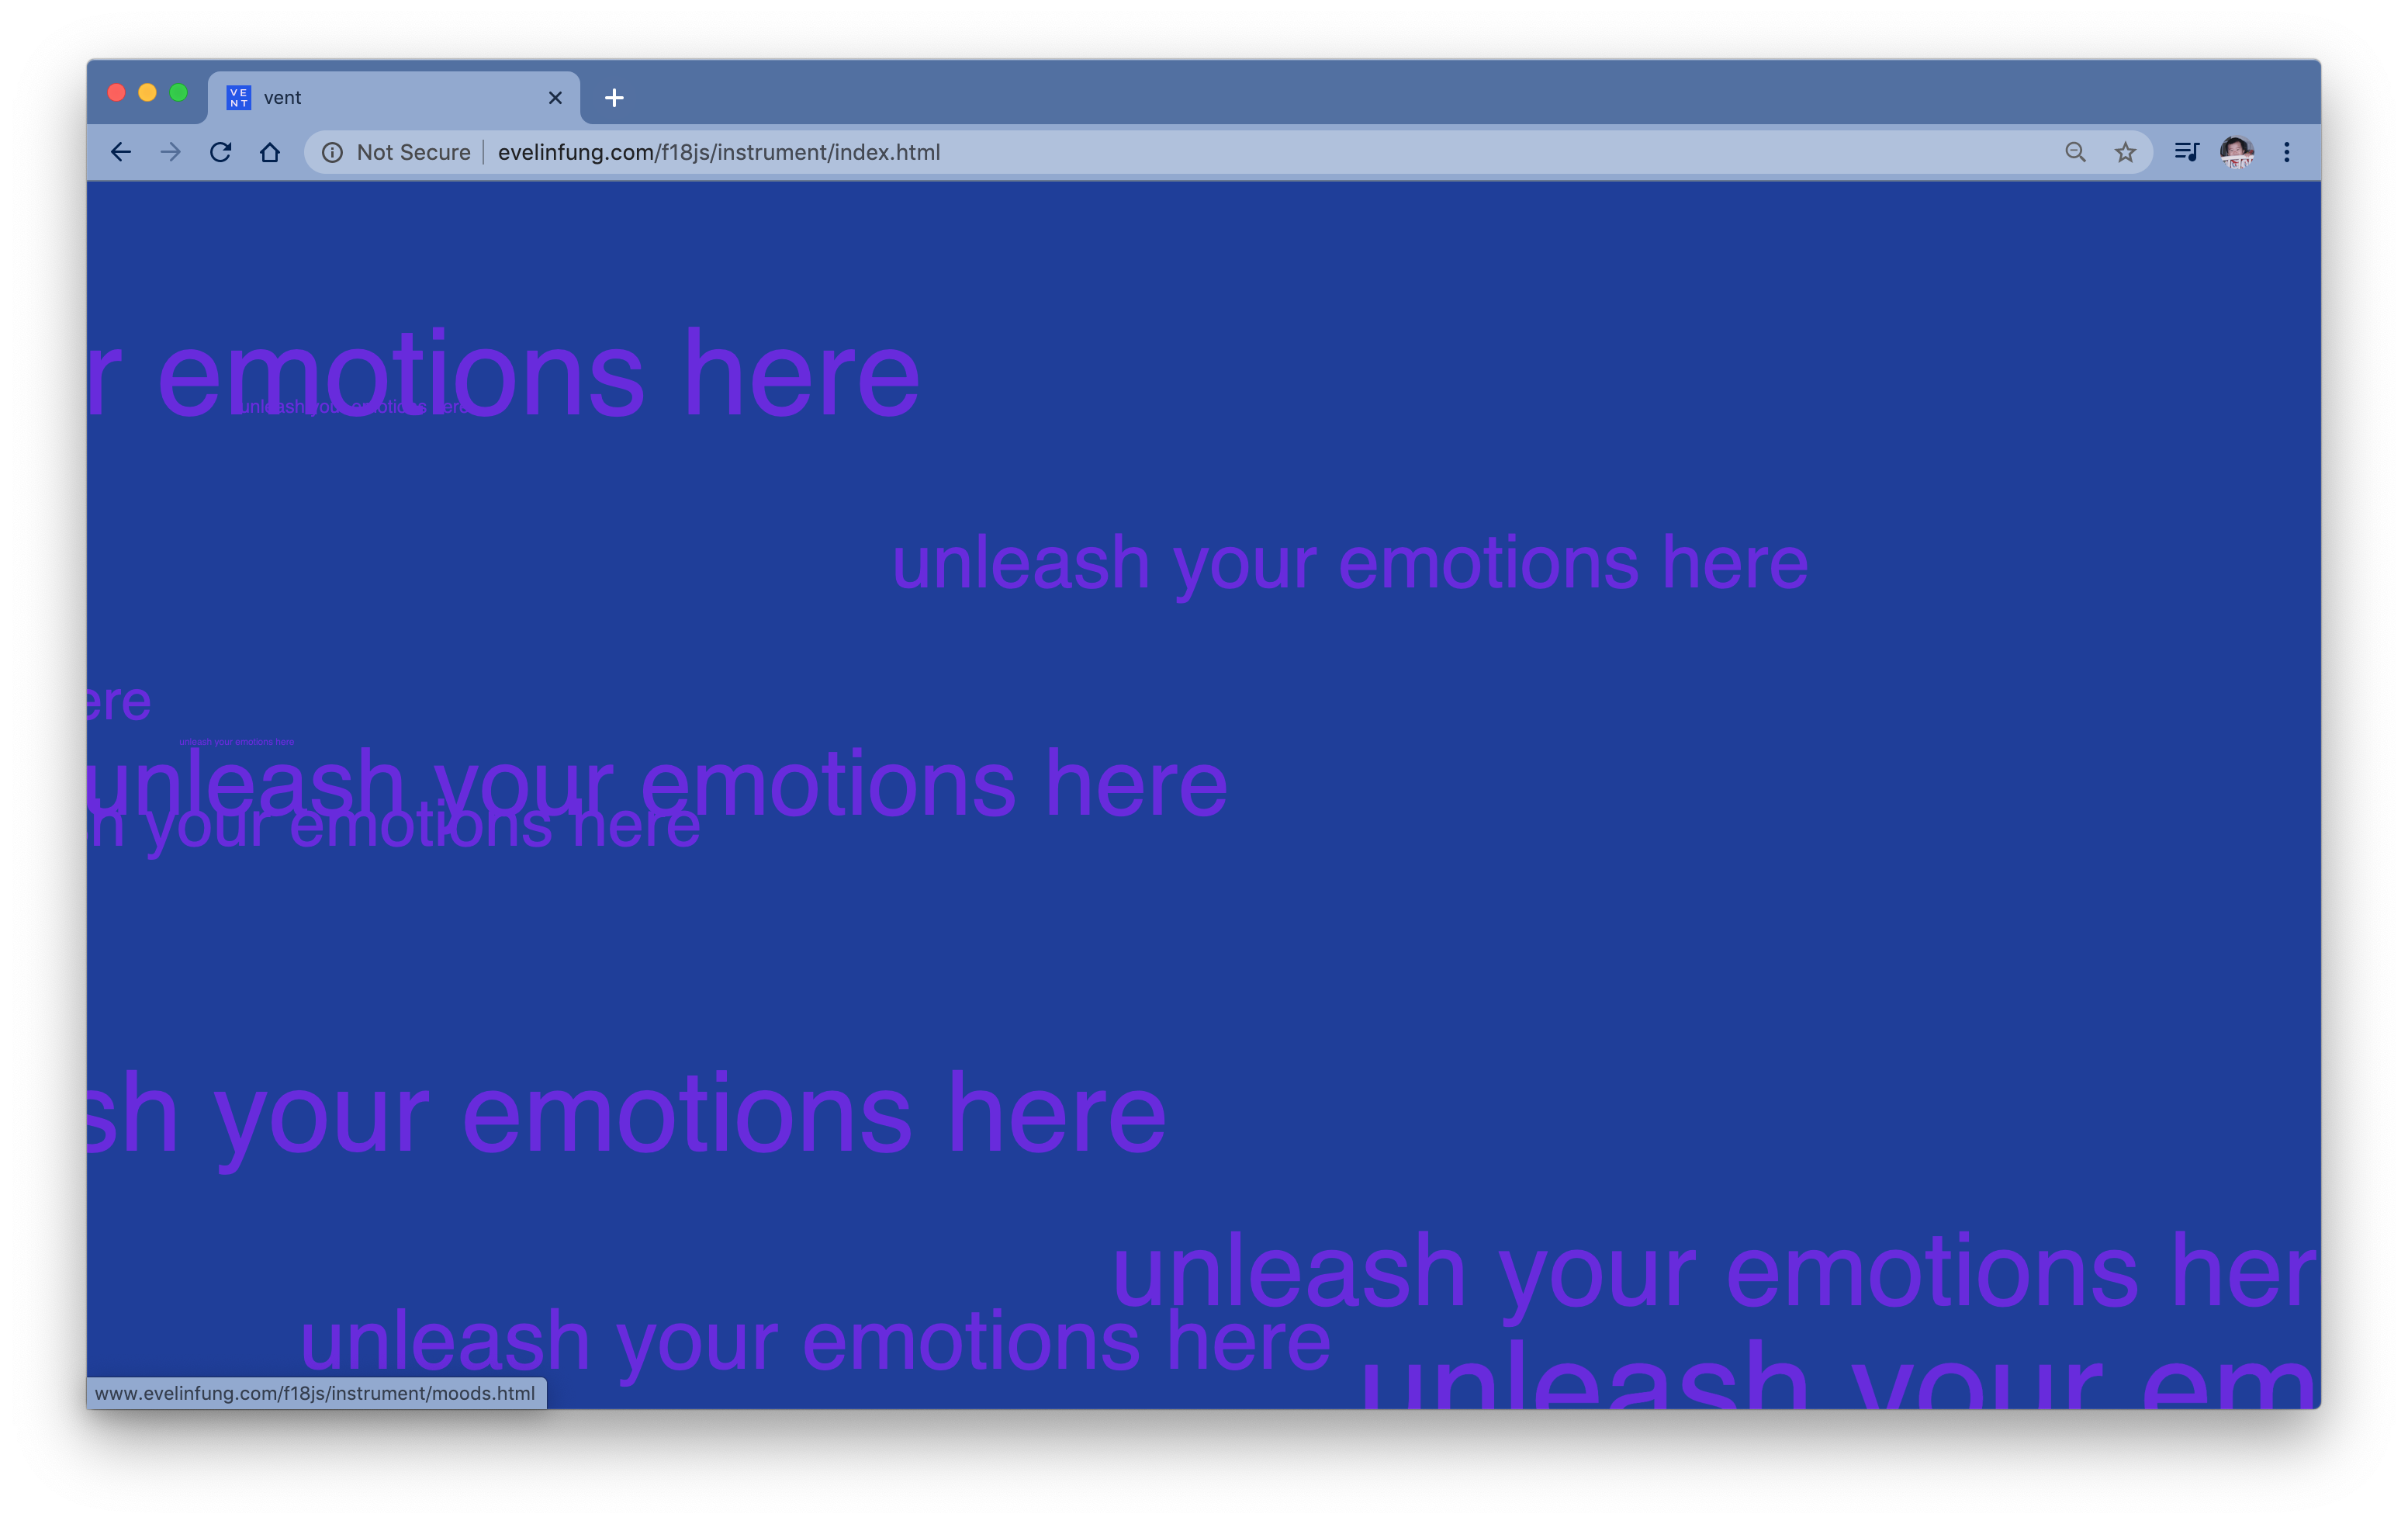 VE
NT
vent
Not Secure
evelinfung.com/f18js/instrument/index.html
r emotions here
unleash your emotions here
unleash your emotions here
ere
unleash your emotions here
unleash your emotions here
h your emotions here
sh your emotions here
unleash your emotions her
unleash your emotions here
unleash your em
www.evelinfung.com/f18js/instrument/moods.html